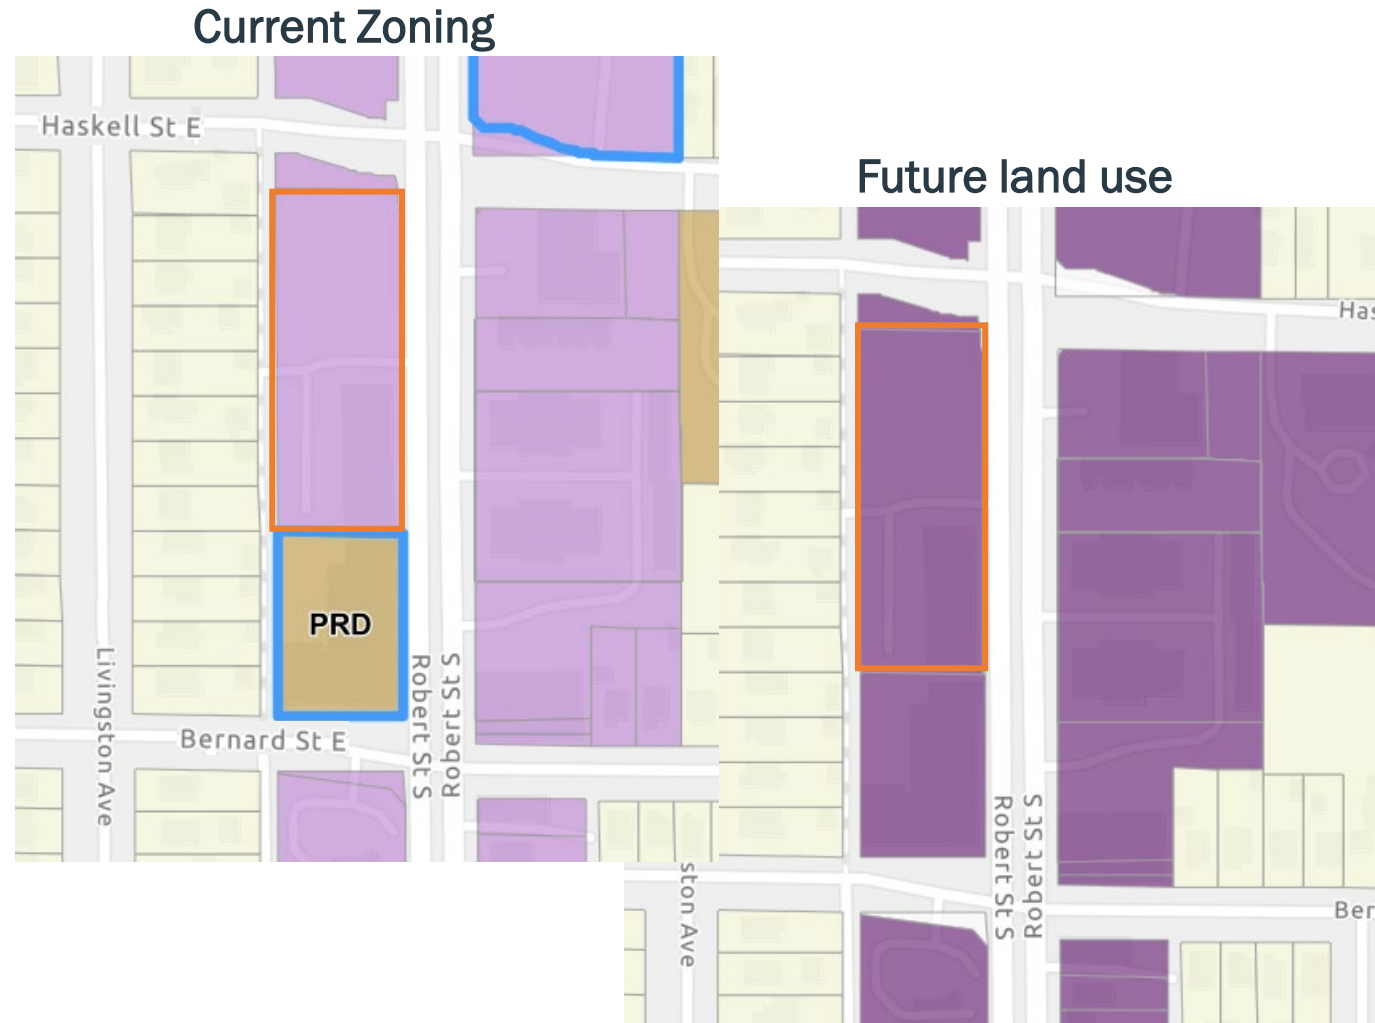 Current Zoning
Haskell St E
PRD
Livingston Ave
Robert St S
Robert St S
Bernard St E
Future land use
Has
Robert St S
Robert St S
ston Ave
Ber